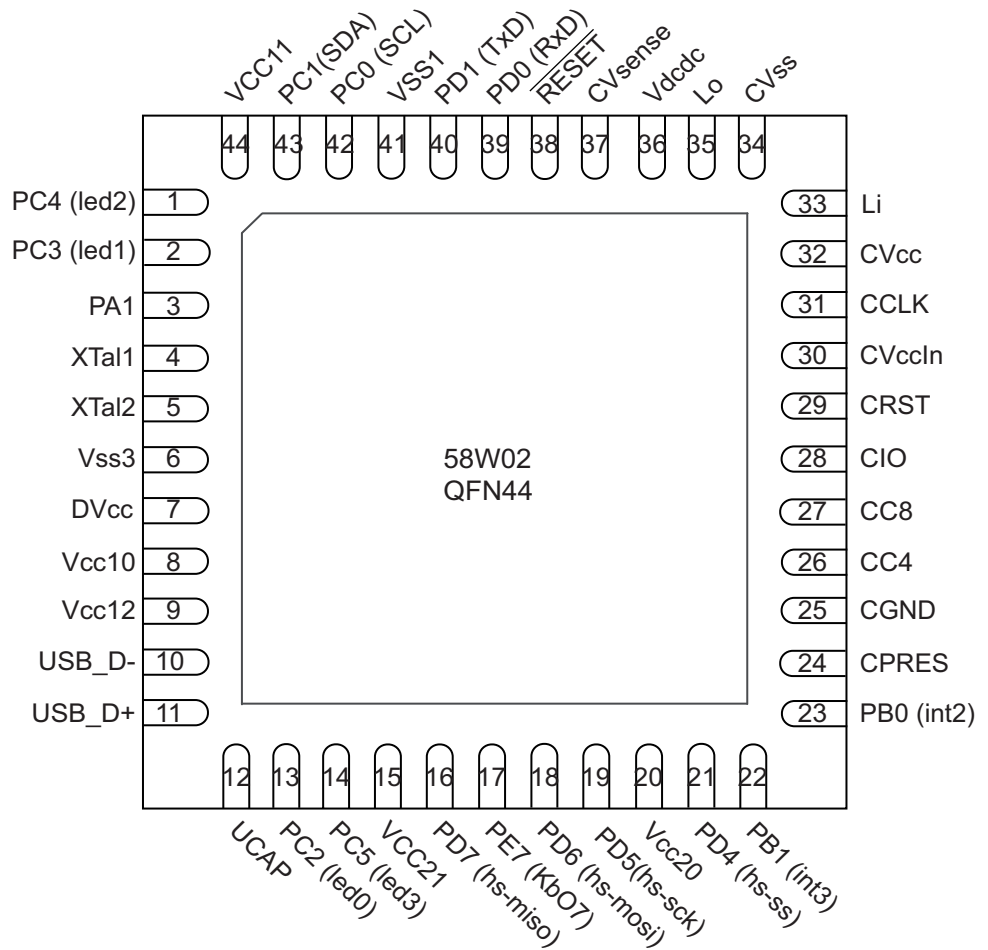 VCC11
PC1(SDA)
PC0 (SCL)
VSS1
PD1 (TxD)
PD0 (RxD)
RESET
CVsense
Vdcdc
Lo
CVss
44
43
42
41
40
39
38
37
36
35
34
PC4 (led2) 1
PC3 (led1) 2
PA1 3
XTal1 4
XTal2 5
Vss3 6
DVcc 7
Vcc10 8
Vcc12 9
USB_D- 10
USB_D+ 11
58W02
QFN44
33 Li
32 CVcc
31 CCLK
30 CVccIn
29 CRST
28 CIO
27 CC8
26 CC4
25 CGND
24 CPRES
23 PB0 (int2)
12
13
14
15
16
17
18
19
20
21
22
UCAP
PC2 (led0)
PC5 (led3)
VCC21
PD7 (hs-miso)
PE7 (KbO7)
PD6 (hs-mosi)
PD5(hs-sck)
Vcc20
PD4 (hs-ss)
PB1 (int3)